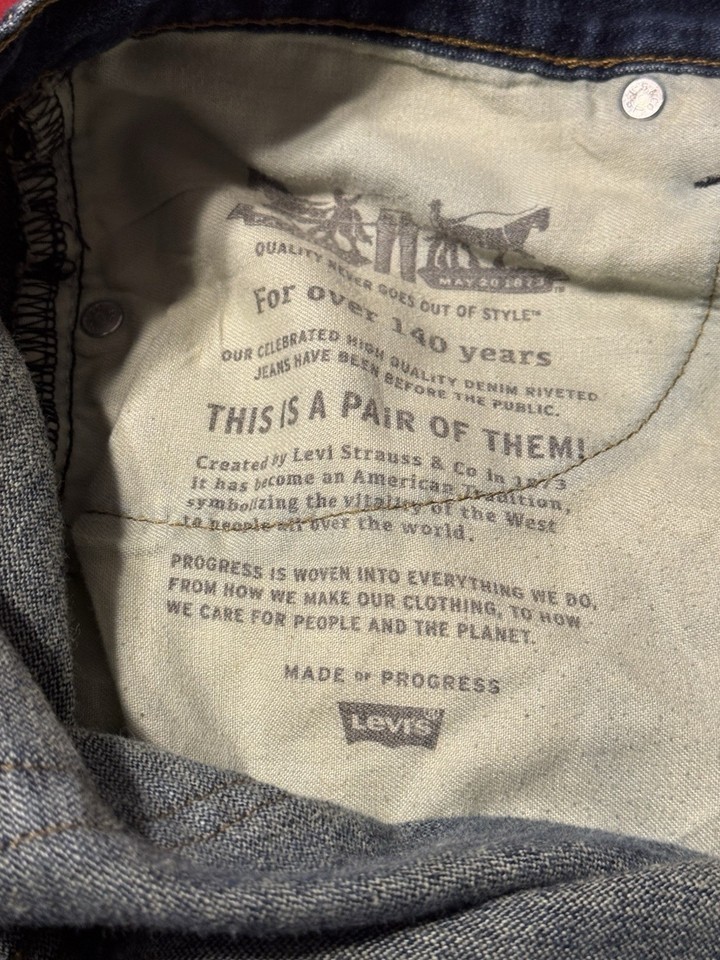 MAY 20 1873
QUALITY NEVER GOES OUT OF STYLE™
For over 140 years
OUR CELEBRATED HIGH QUALITY DENIM RIVETED
JEANS HAVE BEEN BEFORE THE PUBLIC.
THIS IS A PAIR OF THEM!
Created by Levi Strauss & Co in 1873
it has become an American Tradition,
symbolizing the vitality of the West
to people all over the world.
PROGRESS IS WOVEN INTO EVERYTHING WE DO,
FROM HOW WE MAKE OUR CLOTHING, TO HOW
WE CARE FOR PEOPLE AND THE PLANET.
MADE OF PROGRESS
Levi's